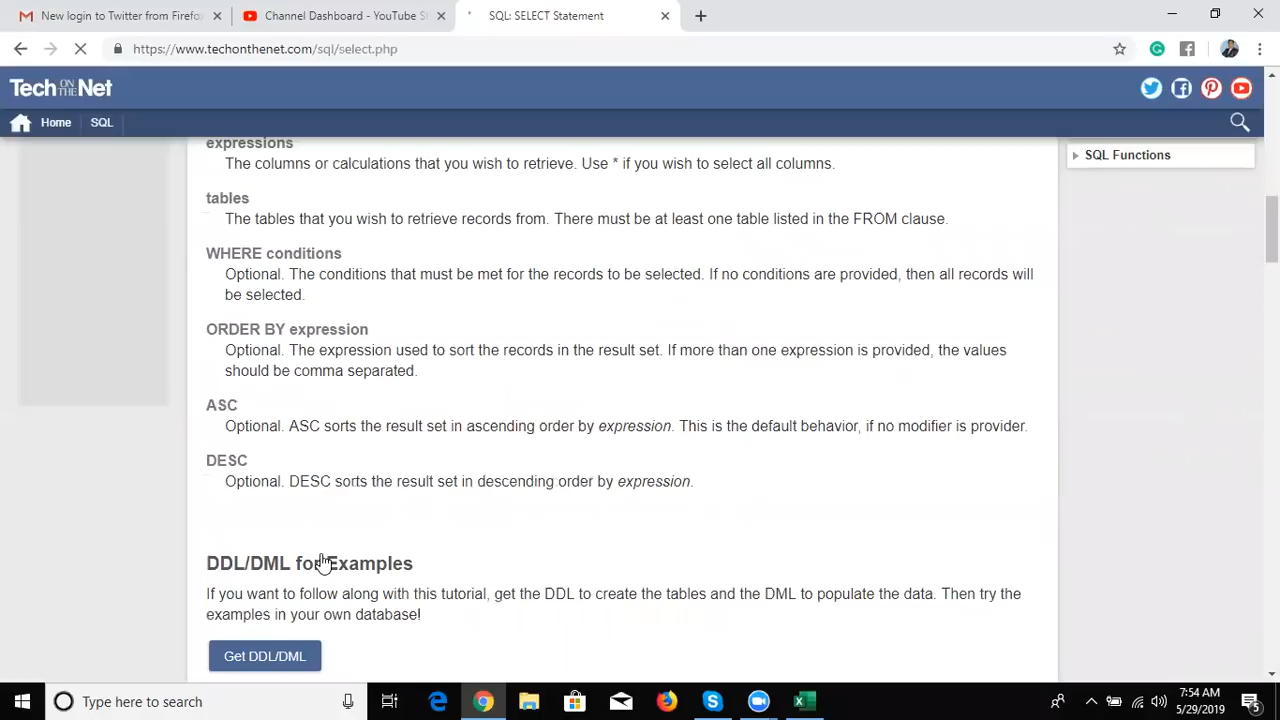 New login to Twitter from Firefox
Channel Dashboard - YouTube St
SQL: SELECT Statement
https://www.techonthenet.com/sql/select.php
Tech ON THE Net
Home
SQL
expressions
The columns or calculations that you wish to retrieve. Use * if you wish to select all columns.
SQL Functions
tables
The tables that you wish to retrieve records from. There must be at least one table listed in the FROM clause.
WHERE conditions
Optional. The conditions that must be met for the records to be selected. If no conditions are provided, then all records will
be selected.
ORDER BY expression
Optional. The expression used to sort the records in the result set. If more than one expression is provided, the values
should be comma separated.
ASC
Optional. ASC sorts the result set in ascending order by expression. This is the default behavior, if no modifier is provider.
DESC
Optional. DESC sorts the result set in descending order by expression.
DDL/DML for Examples
If you want to follow along with this tutorial, get the DDL to create the tables and the DML to populate the data. Then try the
examples in your own database!
Get DDL/DML
Type here to search
7:54 AM
5/29/2019
5